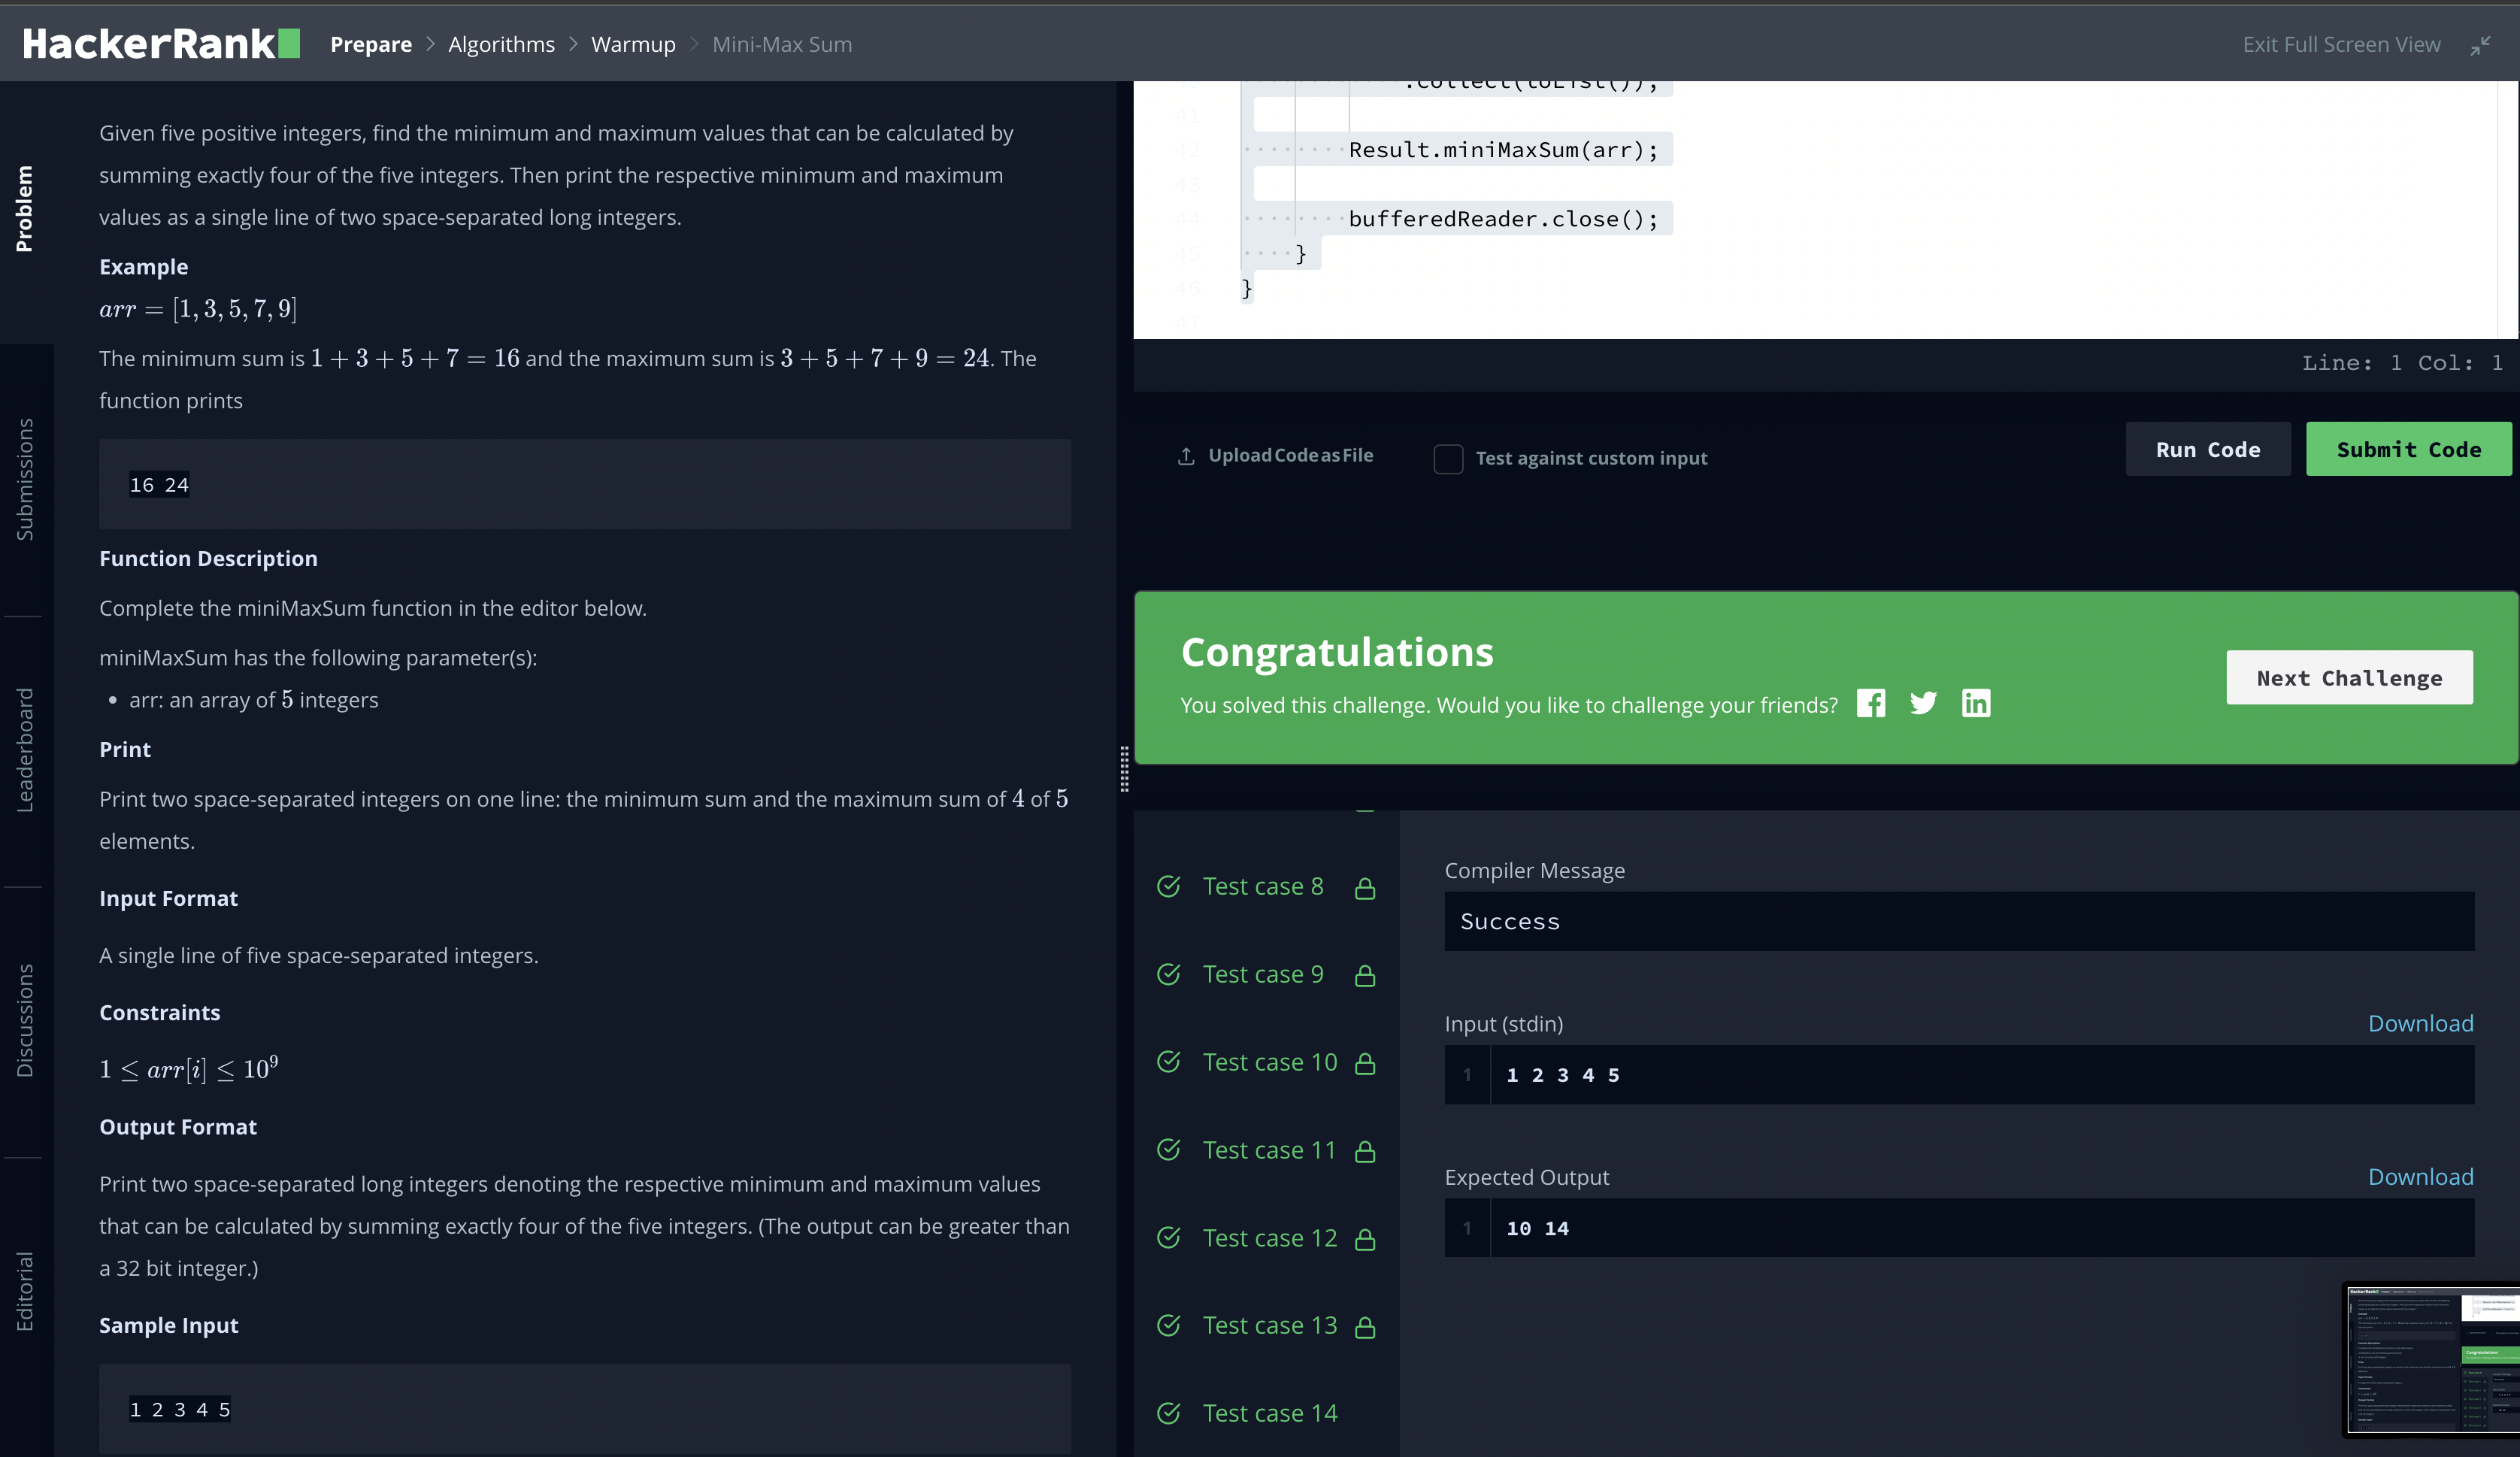 HackerRank Prepare > Algorithms > Warmup > Mini-Max Sum Exit Full Screen View
Problem
Submissions
Leaderboard
Discussions
Editorial
Given five positive integers, find the minimum and maximum values that can be calculated by
summing exactly four of the five integers. Then print the respective minimum and maximum
values as a single line of two space-separated long integers.
Example
arr = [1, 3, 5, 7, 9]
The minimum sum is 1 + 3 + 5 + 7 = 16 and the maximum sum is 3 + 5 + 7 + 9 = 24. The
function prints
16 24
Function Description
Complete the miniMaxSum function in the editor below.
miniMaxSum has the following parameter(s):
• arr: an array of 5 integers
Print
Print two space-separated integers on one line: the minimum sum and the maximum sum of 4 of 5
elements.
Input Format
A single line of five space-separated integers.
Constraints
1 ≤ arr[i] ≤ 10⁹
Output Format
Print two space-separated long integers denoting the respective minimum and maximum values
that can be calculated by summing exactly four of the five integers. (The output can be greater than
a 32 bit integer.)
Sample Input
1 2 3 4 5
.collect(toList());
41
42 Result.miniMaxSum(arr);
43
44 bufferedReader.close();
45 }
46 }
47
Line: 1 Col: 1
Upload Code as File
Test against custom input
Run Code
Submit Code
Congratulations
You solved this challenge. Would you like to challenge your friends?
Next Challenge
Test case 8
Test case 9
Test case 10
Test case 11
Test case 12
Test case 13
Test case 14
Compiler Message
Success
Input (stdin) Download
1 1 2 3 4 5
Expected Output Download
1 10 14